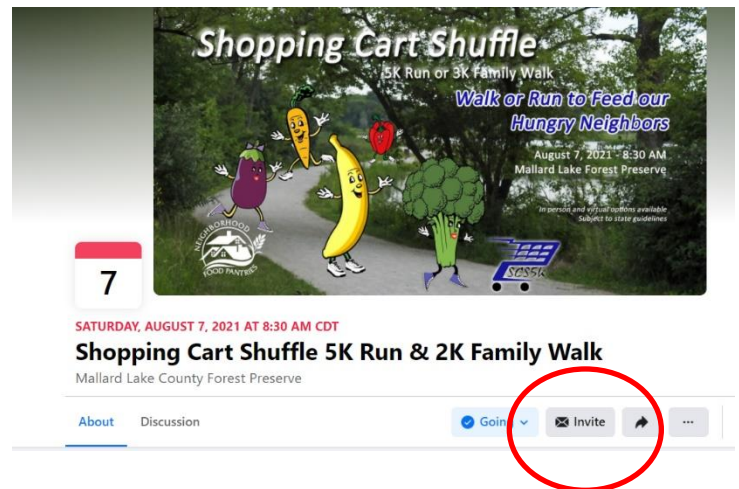 Shopping Cart Shuffle
5K Run or 3K Family Walk
Walk or Run to Feed our
Hungry Neighbors
August 7, 2021 - 8:30 AM
Mallard Lake Forest Preserve
In person and virtual options available
Subject to state guidelines
NEIGHBORHOOD
FOOD PANTRIES
SCS5K
7
SATURDAY, AUGUST 7, 2021 AT 8:30 AM CDT
Shopping Cart Shuffle 5K Run & 2K Family Walk
Mallard Lake County Forest Preserve
About Discussion Going Invite ...